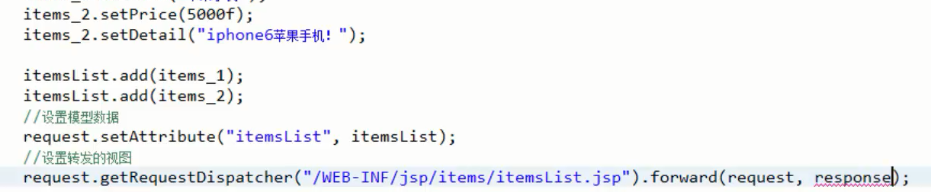 items_2.setPrice(5000f);
items_2.setDetail("iphone6苹果手机！");
itemsList.add(items_1);
itemsList.add(items_2);
//设置模型数据
request.setAttribute("itemsList", itemsList);
//设置转发的视图
request.getRequestDispatcher("/WEB-INF/jsp/items/itemsList.jsp").forward(request, response);